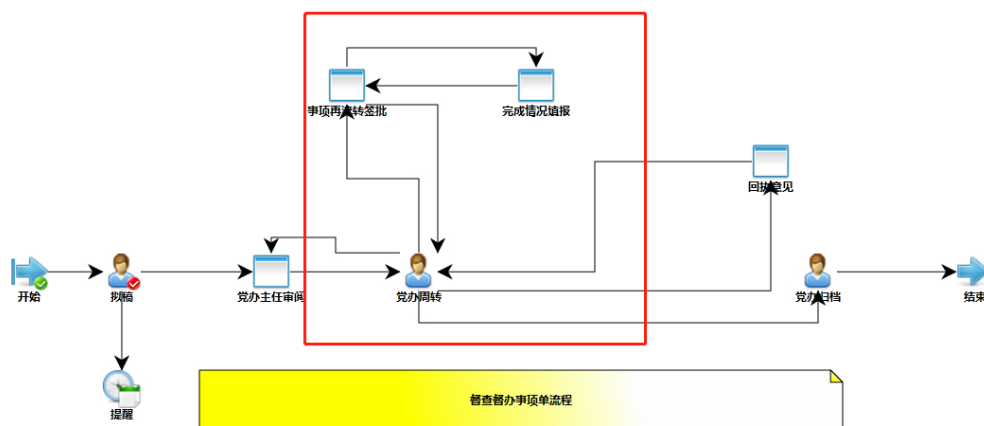 事项再流转签批
完成情况填报
回执意见
开始
拟稿
党办主任审阅
党办周转
党办归档
结束
提醒
督查督办事项单流程